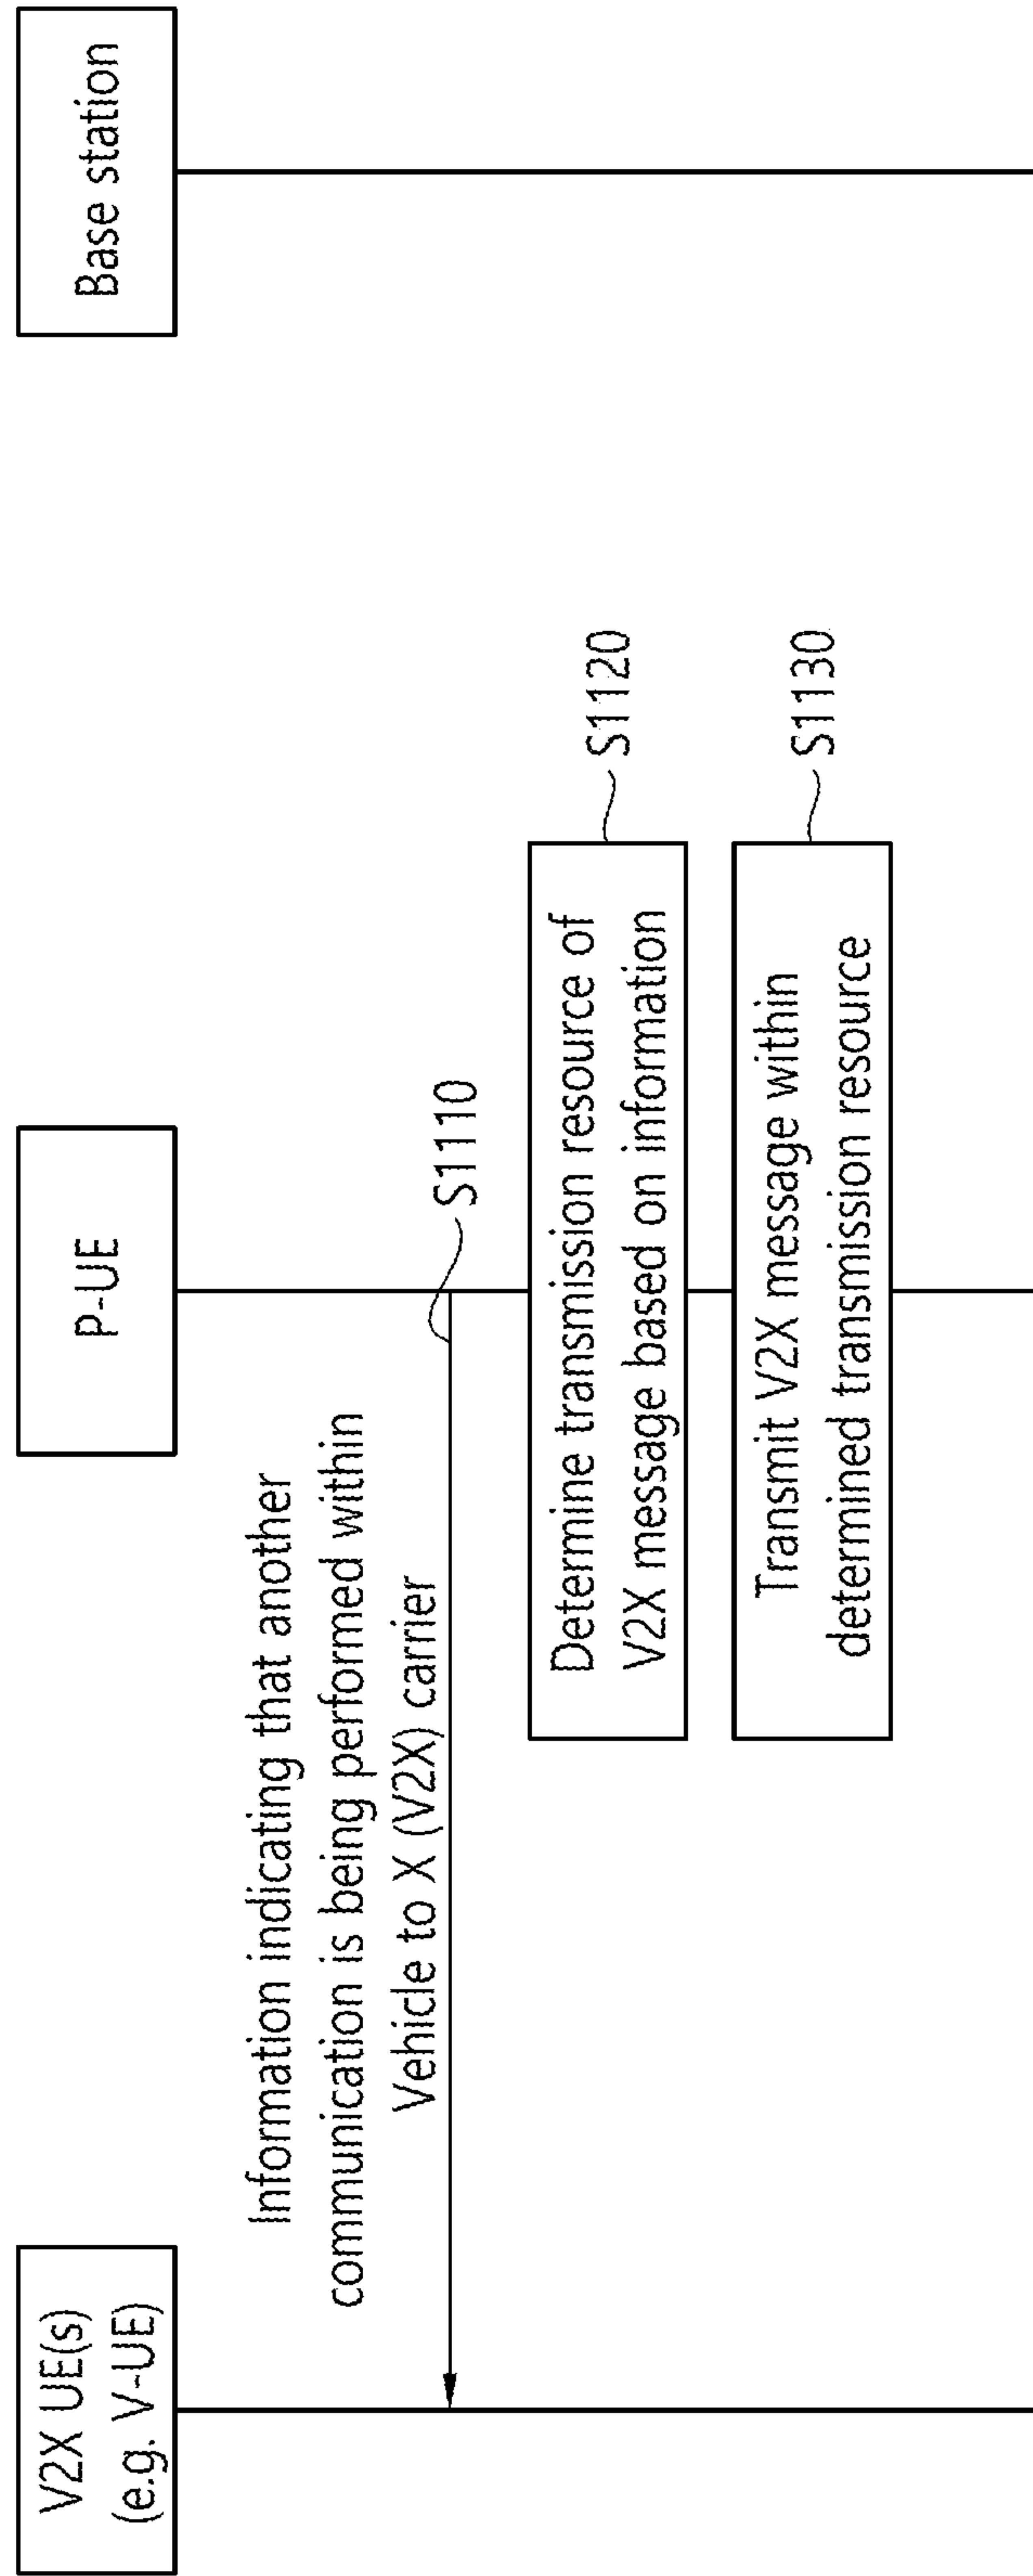 V2X UE(s)
(e.g. V-UE)
P-UE
Base station
Information indicating that another
communication is being performed within
Vehicle to X (V2X) carrier
S1110
Determine transmission resource of
V2X message based on information
S1120
Transmit V2X message within
determined transmission resource
S1130